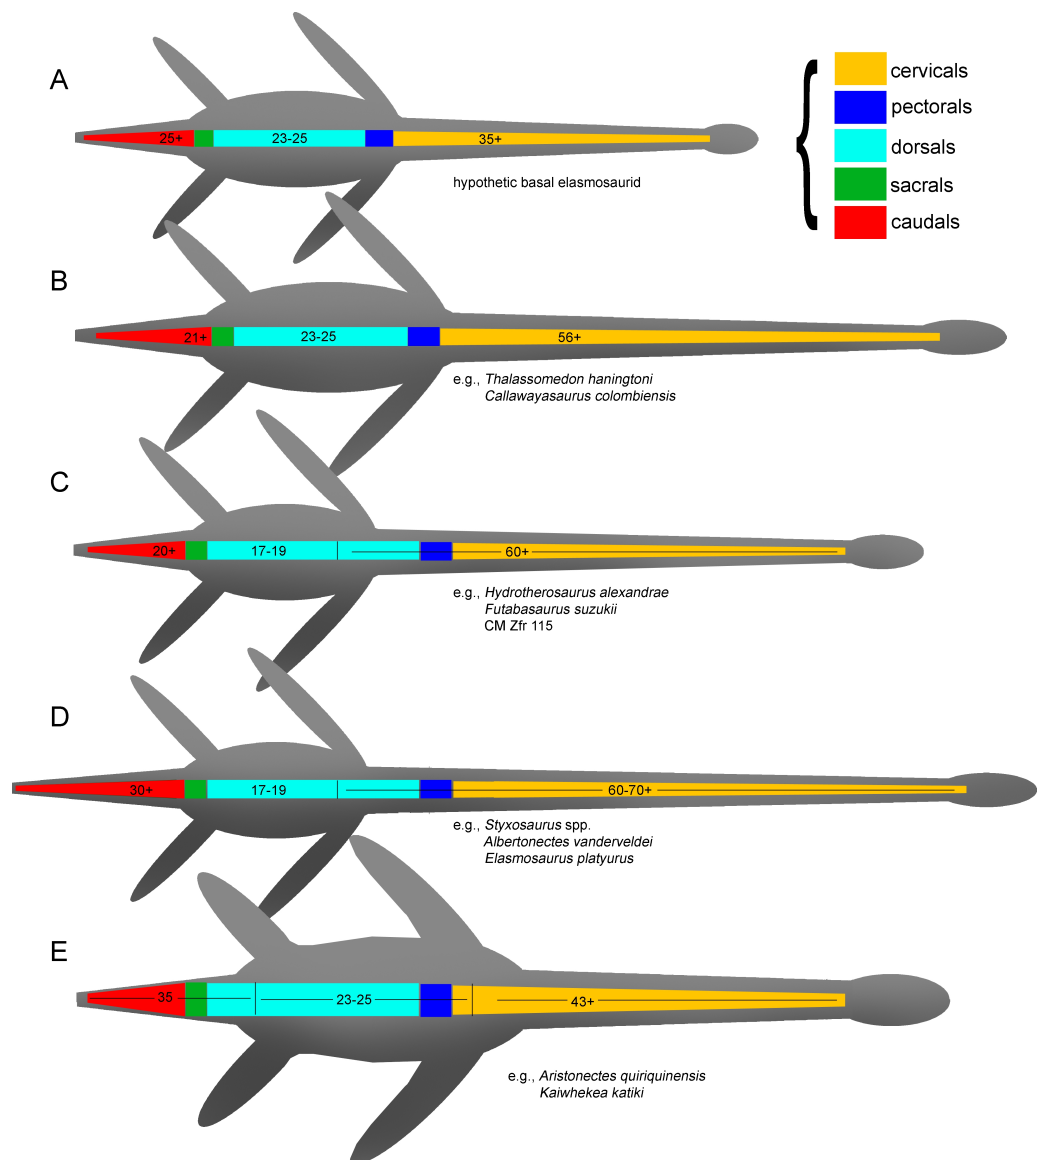 A
25+
23-25
35+
hypothetic basal elasmosaurid
cervicals
pectorals
dorsals
sacrals
caudals
B
21+
23-25
56+
e.g., Thalassomedon haningtoni
Callawayasaurus colombiensis
C
20+
17-19
60+
e.g., Hydrotherosaurus alexandrae
Futabasaurus suzukii
CM Zfr 115
D
30+
17-19
60-70+
e.g., Styxosaurus spp.
Albertonectes vanderveldei
Elasmosaurus platyurus
E
35
23-25
43+
e.g., Aristonectes quiriquinensis
Kaiwhekea katiki